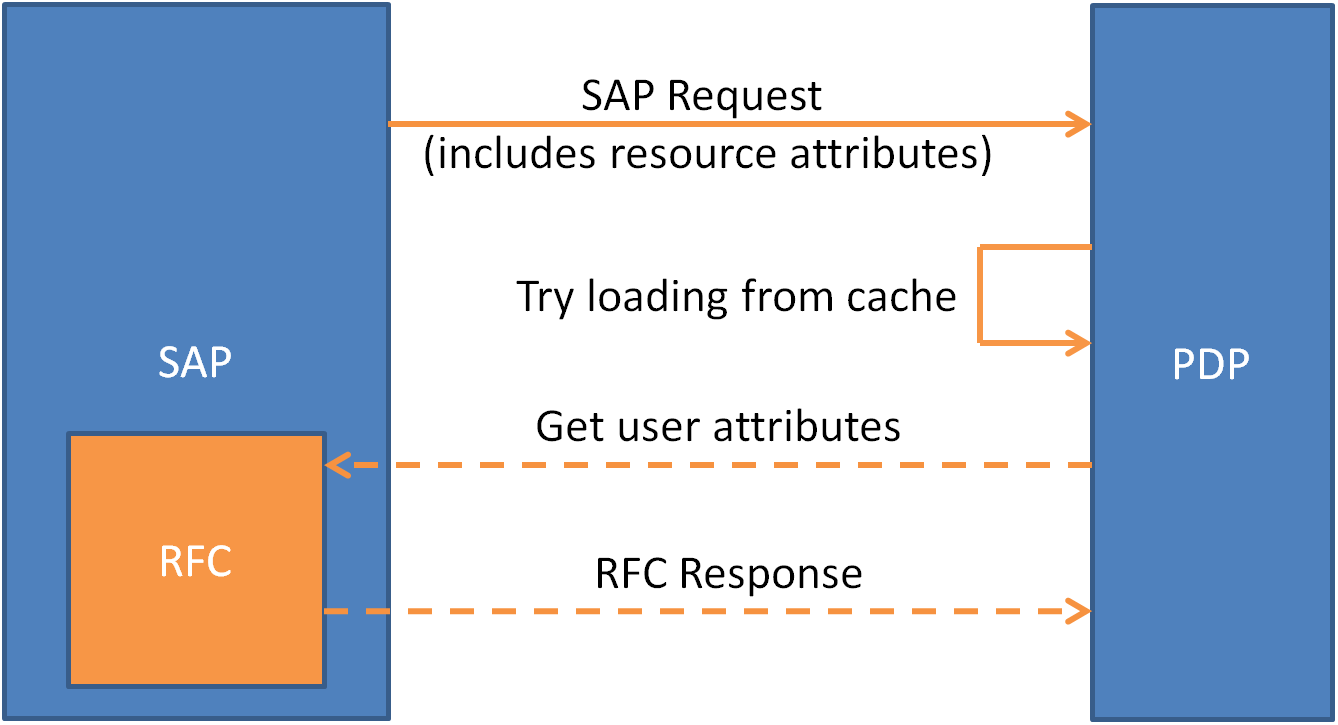 SAP Request
(includes resource attributes)
Try loading from cache
SAP
PDP
Get user attributes
RFC
RFC Response